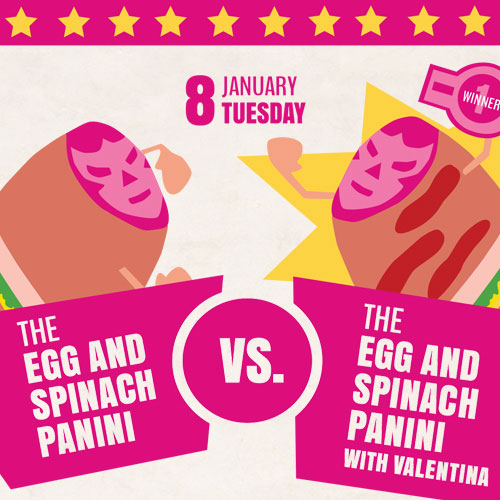 8 JANUARY
TUESDAY
1
WINNER
THE
EGG AND
SPINACH
PANINI
VS.
THE
EGG AND
SPINACH
PANINI
WITH VALENTINA